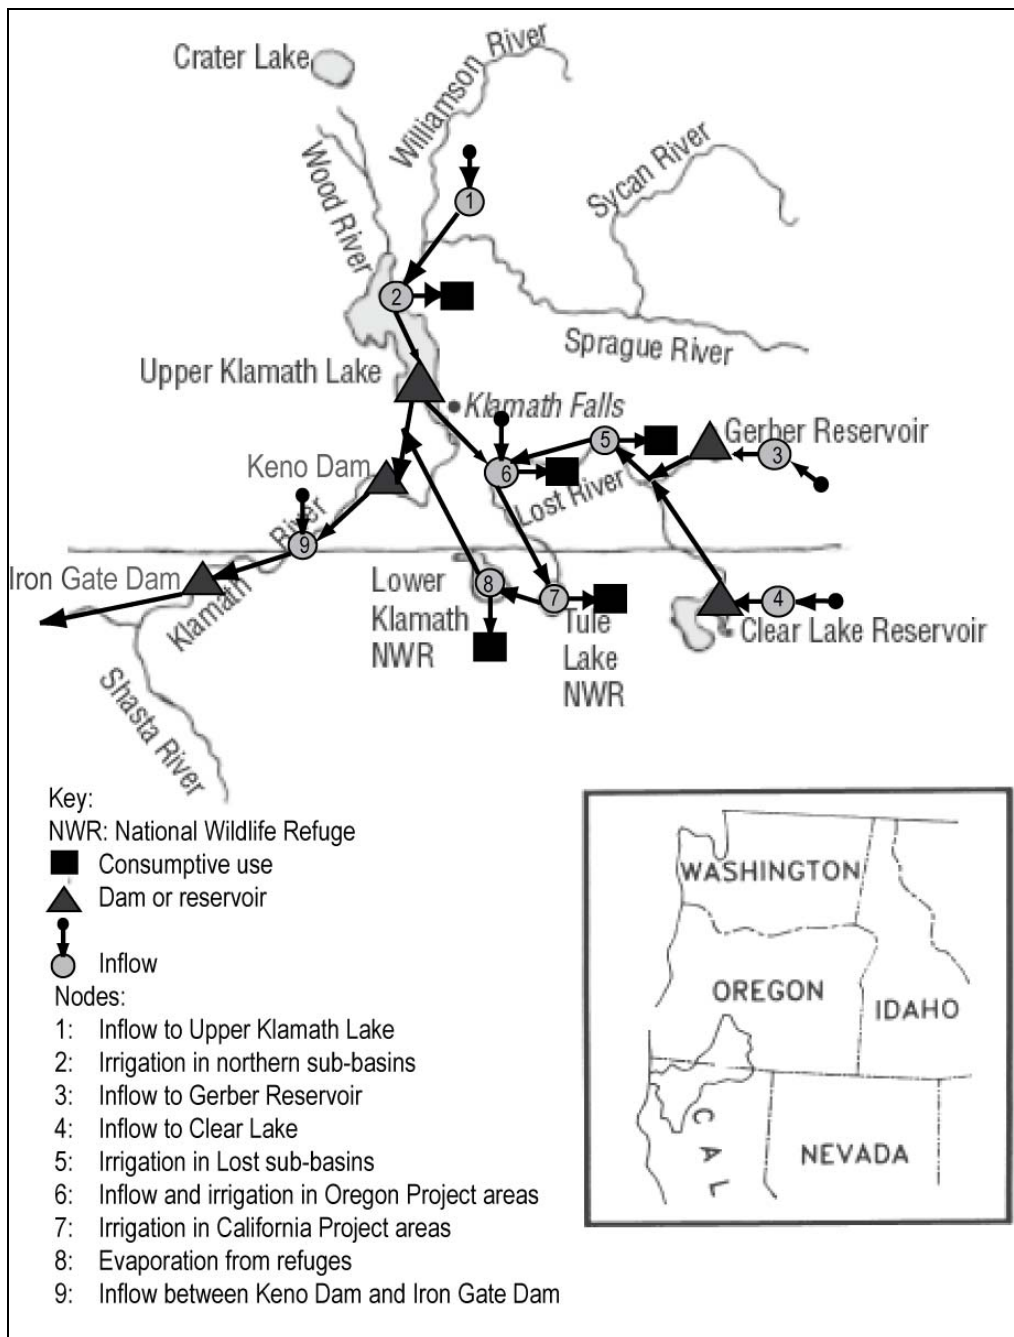 Crater Lake
Williamson River
Wood River
Sycan River
1
2
Sprague River
Upper Klamath Lake
Klamath Falls
Gerber Reservoir
5
3
6
Keno Dam
Lost River
9
Klamath River
Iron Gate Dam
Lower
Klamath
NWR
8
7
Tule
Lake
NWR
4
Clear Lake Reservoir
Shasta River
Key:
NWR: National Wildlife Refuge
Consumptive use
Dam or reservoir
Inflow
Nodes:
1: Inflow to Upper Klamath Lake
2: Irrigation in northern sub-basins
3: Inflow to Gerber Reservoir
4: Inflow to Clear Lake
5: Irrigation in Lost sub-basins
6: Inflow and irrigation in Oregon Project areas
7: Irrigation in California Project areas
8: Evaporation from refuges
9: Inflow between Keno Dam and Iron Gate Dam
WASHINGTON
OREGON
IDAHO
CAL
NEVADA